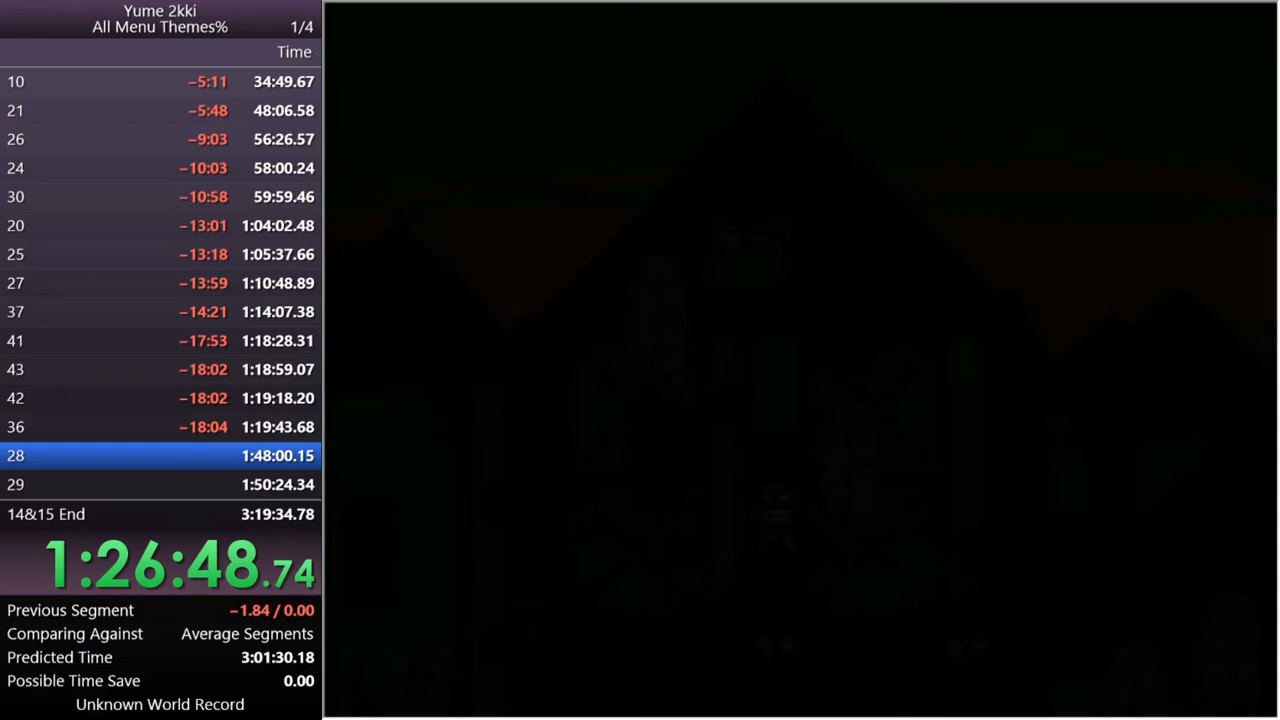 Yume 2kki
All Menu Themes% 1/4
Time
10 −5:11 34:49.67
21 −5:48 48:06.58
26 −9:03 56:26.57
24 −10:03 58:00.24
30 −10:58 59:59.46
20 −13:01 1:04:02.48
25 −13:18 1:05:37.66
27 −13:59 1:10:48.89
37 −14:21 1:14:07.38
41 −17:53 1:18:28.31
43 −18:02 1:18:59.07
42 −18:02 1:19:18.20
36 −18:04 1:19:43.68
28 1:48:00.15
29 1:50:24.34
14&15 End 3:19:34.78
1:26:48.74
Previous Segment −1.84 / 0.00
Comparing Against Average Segments
Predicted Time 3:01:30.18
Possible Time Save 0.00
Unknown World Record